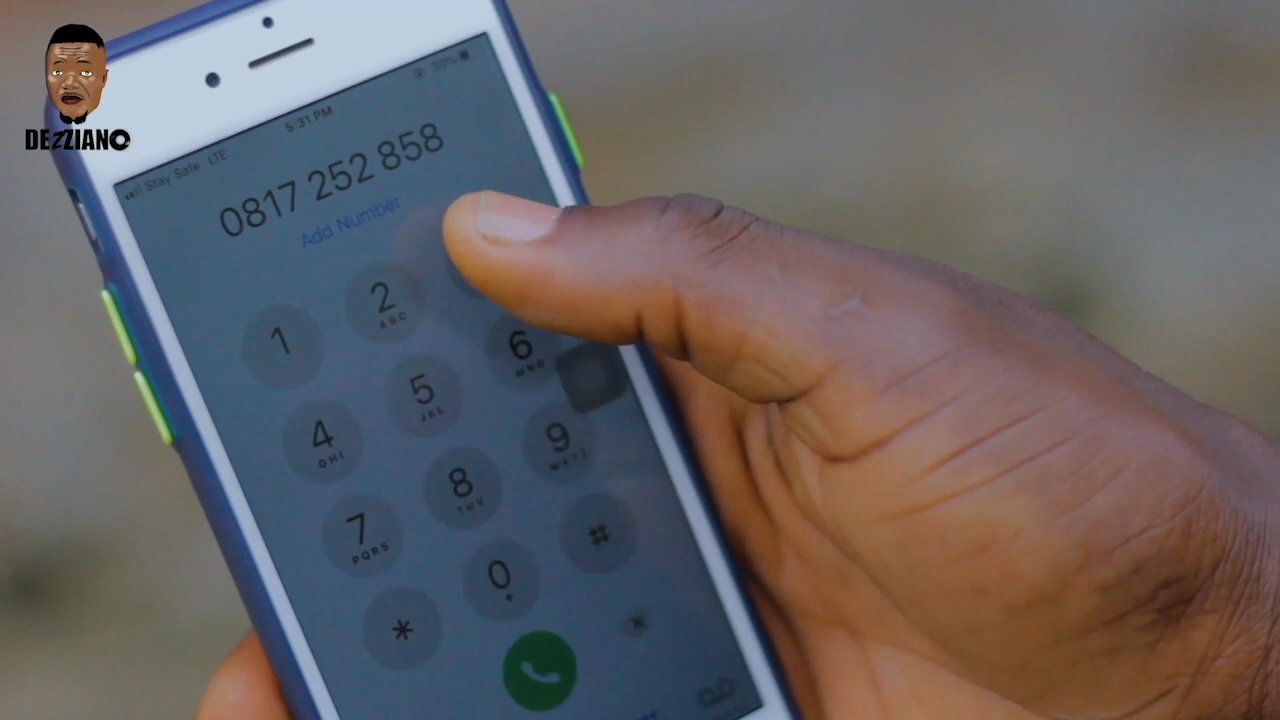 DEzZIANO
Stay Safe LTE
5:31 PM
0817 252 858
Add Number
1
2
ABC
4
GHI
5
JKL
6
MNO
7
PQRS
8
TUV
9
WXYZ
*
0
+
#